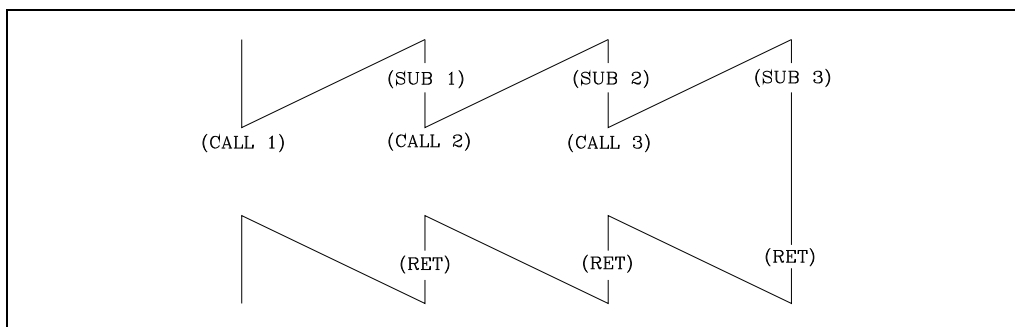 (SUB 1) (SUB 2) (SUB 3)
(CALL 1) (CALL 2) (CALL 3)
(RET) (RET) (RET)